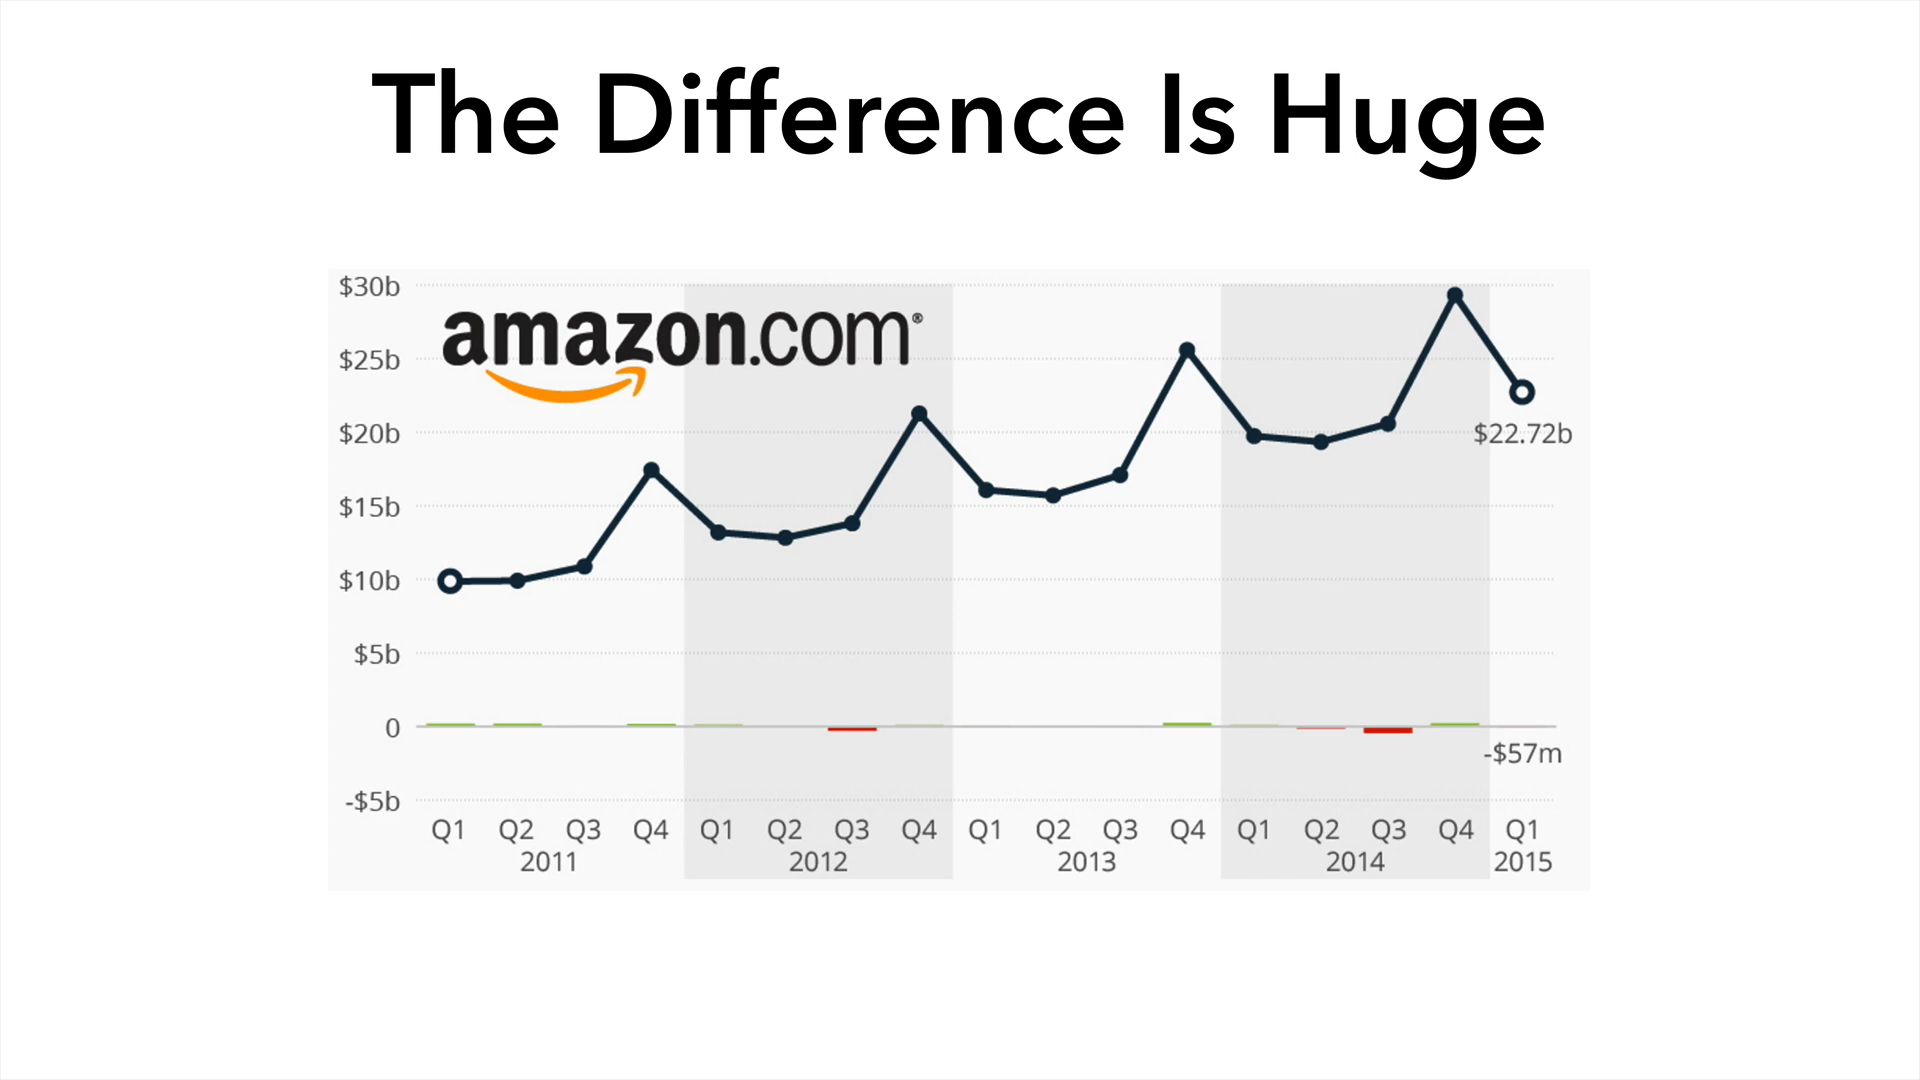 The Difference Is Huge
$30b
amazon.com®
$25b
$20b
$22.72b
$15b
$10b
$5b
0
-$57m
-$5b
Q1 Q2 Q3 Q4 Q1 Q2 Q3 Q4 Q1 Q2 Q3 Q4 Q1 Q2 Q3 Q4 Q1
2011 2012 2013 2014 2015